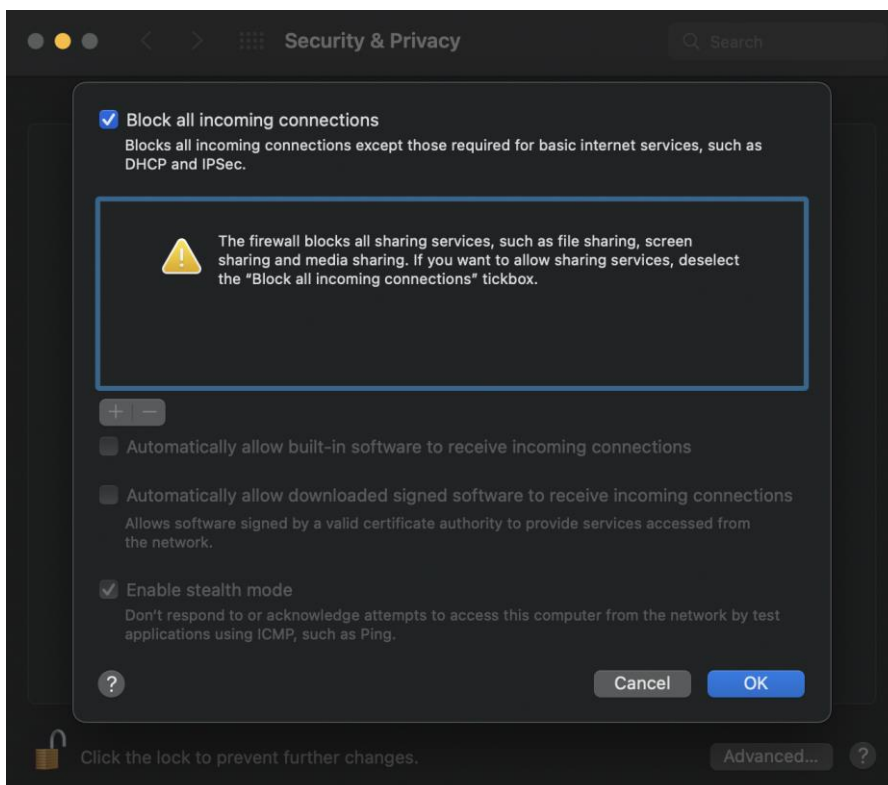 Security & Privacy
Search
Block all incoming connections
Blocks all incoming connections except those required for basic internet services, such as
DHCP and IPSec.
The firewall blocks all sharing services, such as file sharing, screen
sharing and media sharing. If you want to allow sharing services, deselect
the "Block all incoming connections" tickbox.
Automatically allow built-in software to receive incoming connections
Automatically allow downloaded signed software to receive incoming connections
Allows software signed by a valid certificate authority to provide services accessed from
the network.
Enable stealth mode
Don't respond to or acknowledge attempts to access this computer from the network by test
applications using ICMP, such as Ping.
? Cancel OK
Click the lock to prevent further changes. Advanced... ?